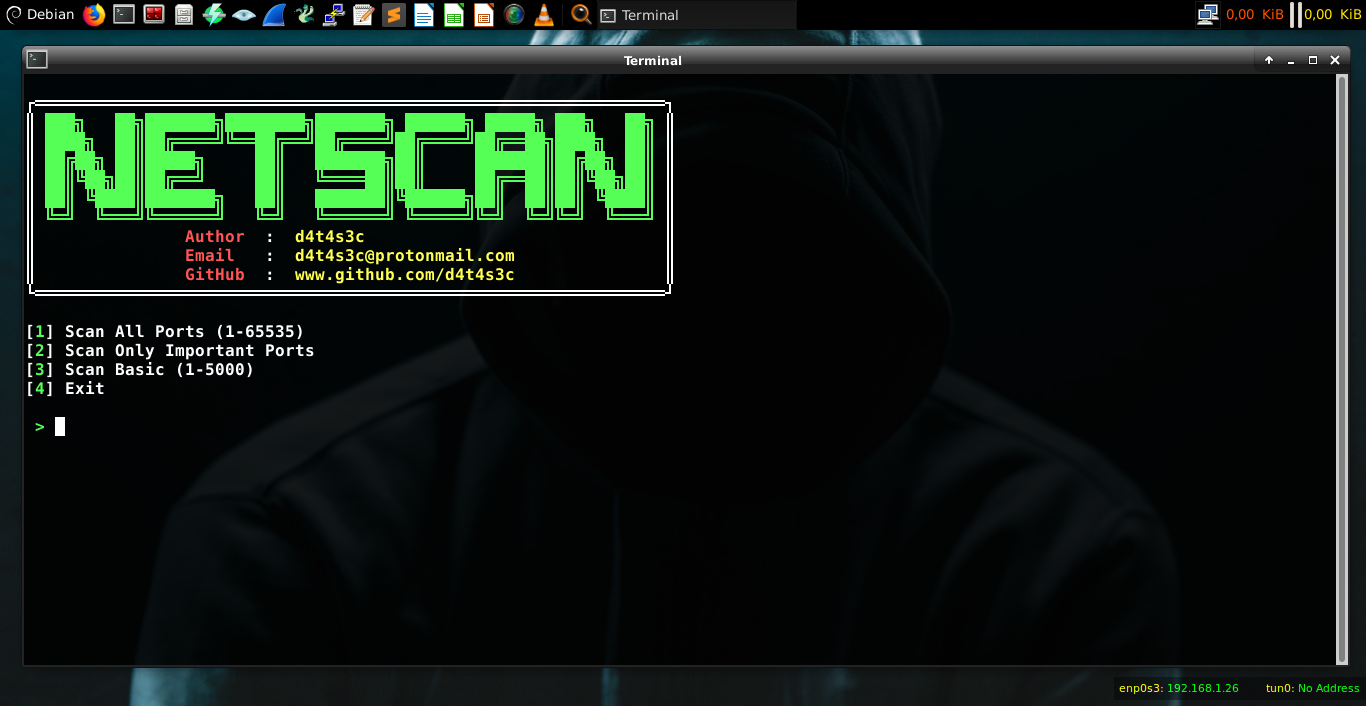 Debian
Terminal
0,00 KiB
0,00 KiB
Terminal
NETSCAN
Author : d4t4s3c
Email : d4t4s3c@protonmail.com
GitHub : www.github.com/d4t4s3c
[1] Scan All Ports (1-65535)
[2] Scan Only Important Ports
[3] Scan Basic (1-5000)
[4] Exit
>
enp0s3: 192.168.1.26 tun0: No Address